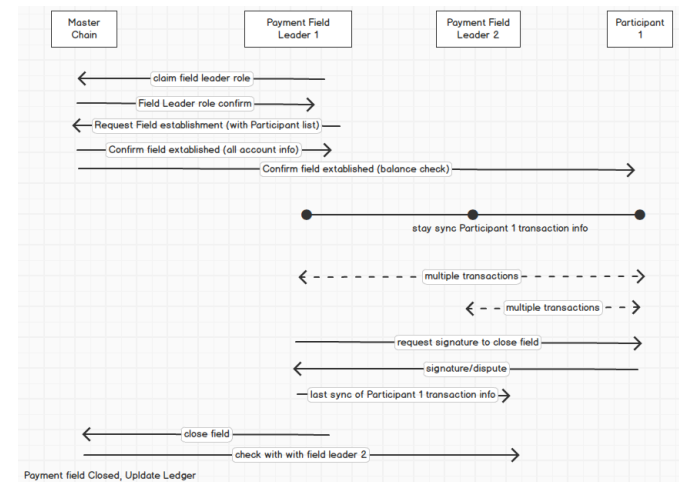 Master
Chain
Payment Field
Leader 1
Payment Field
Leader 2
Participant
1
claim field leader role
Field Leader role confirm
Request Field establishment (with Participant list)
Confirm field extablished (all account info)
Confirm field extablished (balance check)
stay sync Participant 1 transaction info
multiple transactions
multiple transactions
request signature to close field
signature/dispute
last sync of Participant 1 transaction info
close field
check with with field leader 2
Payment field Closed, Upldate Ledger